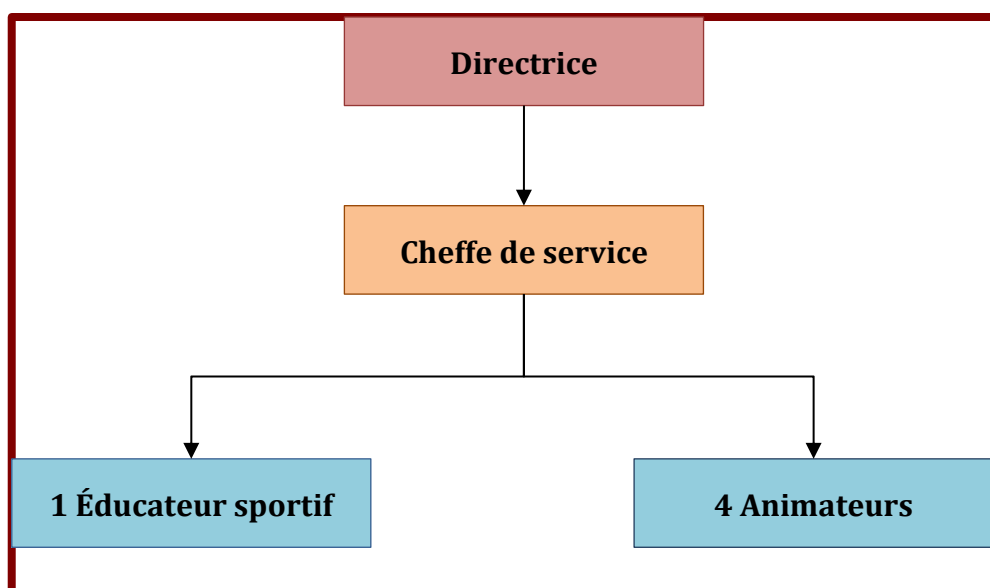 Directrice
Cheffe de service
1 Éducateur sportif
4 Animateurs